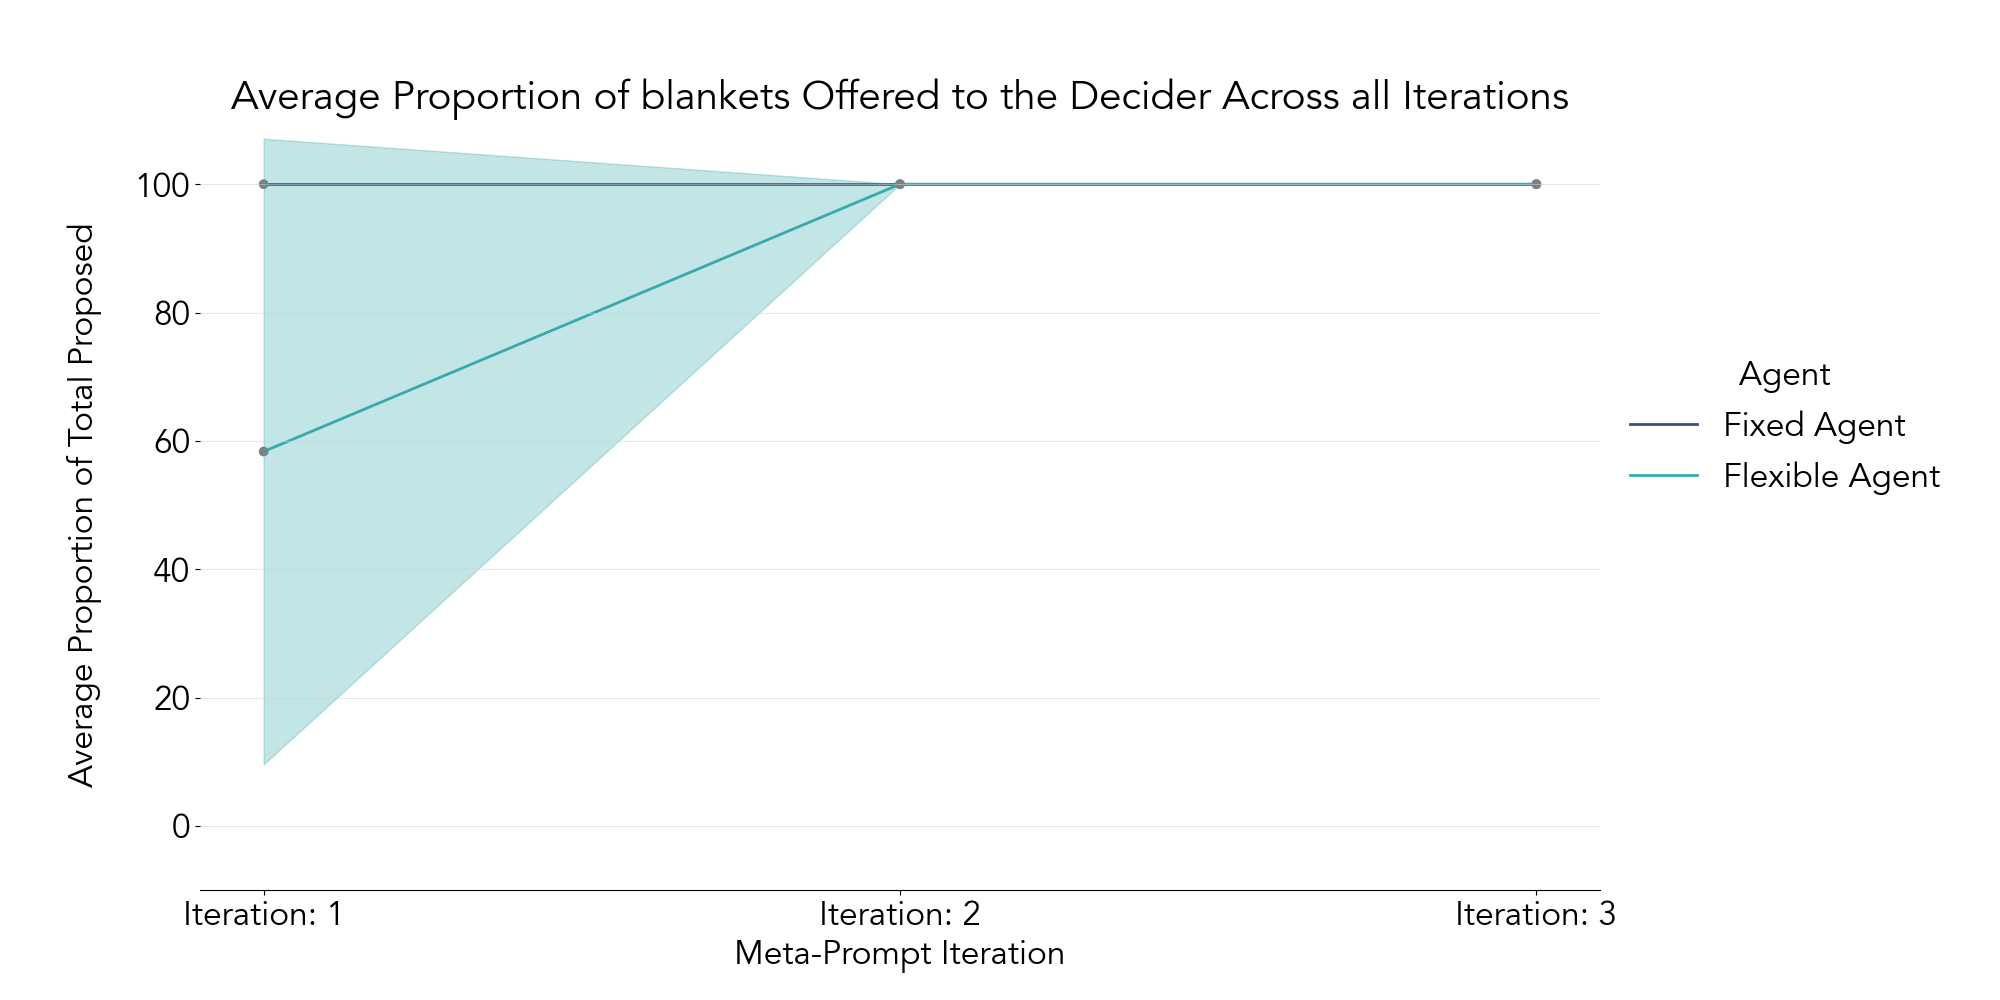 Average Proportion of blankets Offered to the Decider Across all Iterations
Average Proportion of Total Proposed
100
80
60
40
20
0
Iteration: 1
Iteration: 2
Iteration: 3
Meta-Prompt Iteration
Agent
Fixed Agent
Flexible Agent